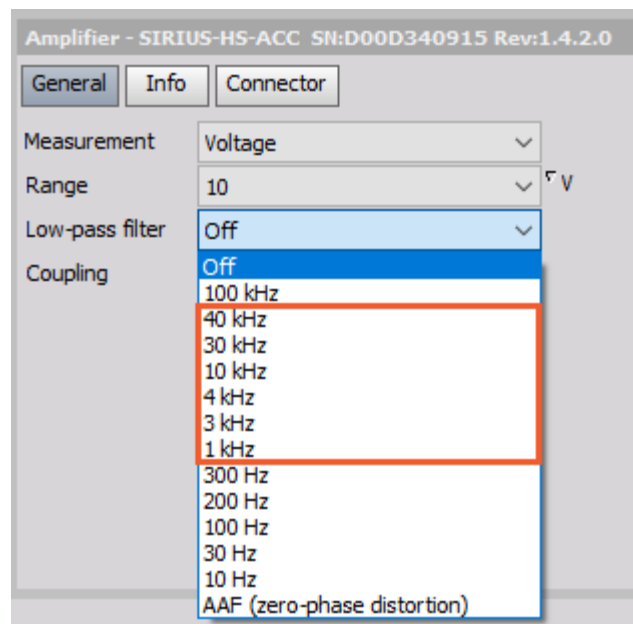 Amplifier - SIRIUS-HS-ACC SN:D00D340915 Rev:1.4.2.0
General Info Connector
Measurement Voltage
Range 10 V
Low-pass filter Off
Coupling Off
100 kHz
40 kHz
30 kHz
10 kHz
4 kHz
3 kHz
1 kHz
300 Hz
200 Hz
100 Hz
30 Hz
10 Hz
AAF (zero-phase distortion)